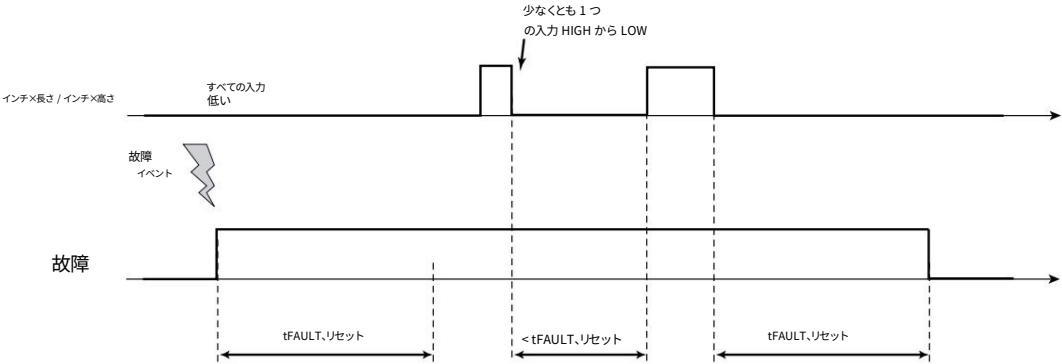 少なくとも 1 つ
の入力 HIGH から LOW
すべての入力
低い
インチ×長さ / インチ×高さ
故障
イベント
故障
tFAULT、リセット
< tFAULT、リセット
tFAULT、リセット